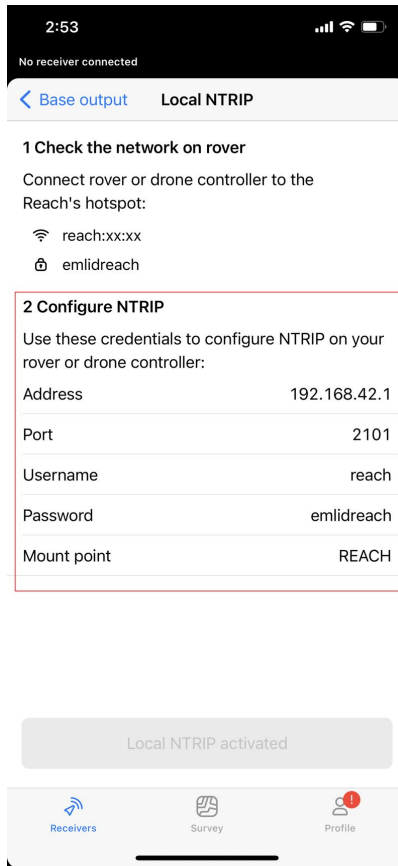 2:53
No receiver connected
Base output Local NTRIP
1 Check the network on rover
Connect rover or drone controller to the
Reach's hotspot:
reach:xx:xx
emlidreach
2 Configure NTRIP
Use these credentials to configure NTRIP on your
rover or drone controller:
Address 192.168.42.1
Port 2101
Username reach
Password emlidreach
Mount point REACH
Local NTRIP activated
!
Receivers Survey Profile